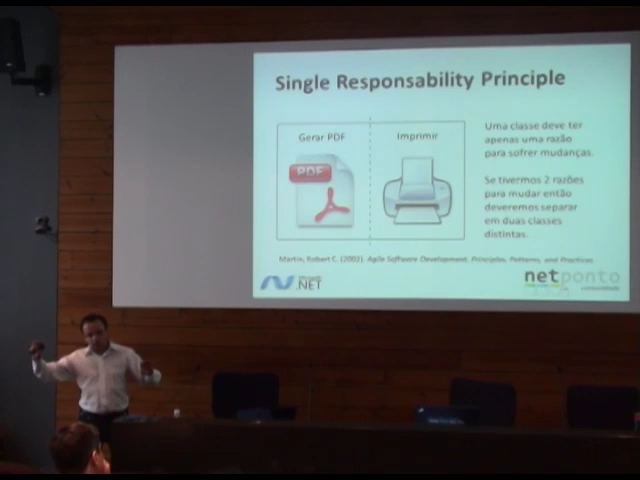 Single Responsability Principle
Gerar PDF
Imprimir
PDF
Uma classe deve ter
apenas uma razão
para sofrer mudanças.
Se tivermos 2 razões
para mudar então
deveremos separar
em duas classes
distintas.
Martin, Robert C. (2002). Agile Software Development, Principles, Patterns, and Practices
Microsoft
.NET
netponto
comunidade